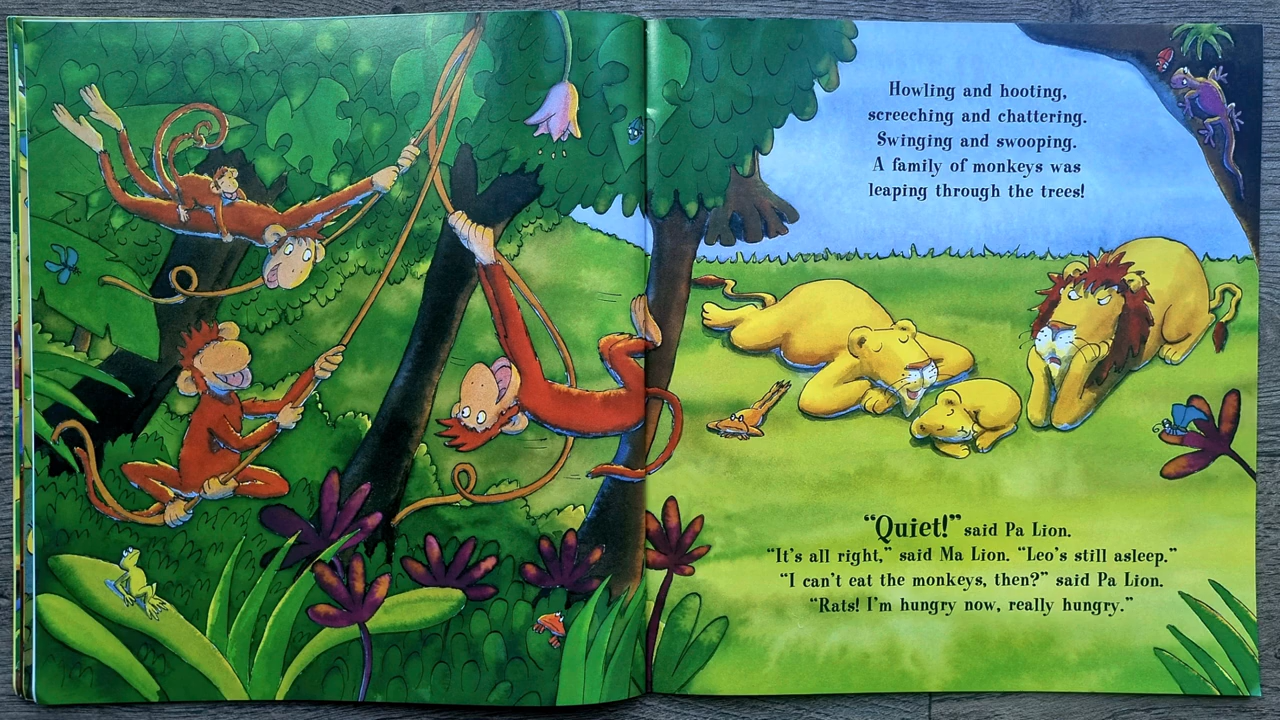 Howling and hooting,
screeching and chattering.
Swinging and swooping.
A family of monkeys was
leaping through the trees!
“Quiet!” said Pa Lion.
“It’s all right,” said Ma Lion. “Leo’s still asleep.”
“I can’t eat the monkeys, then?” said Pa Lion.
“Rats! I’m hungry now, really hungry.”